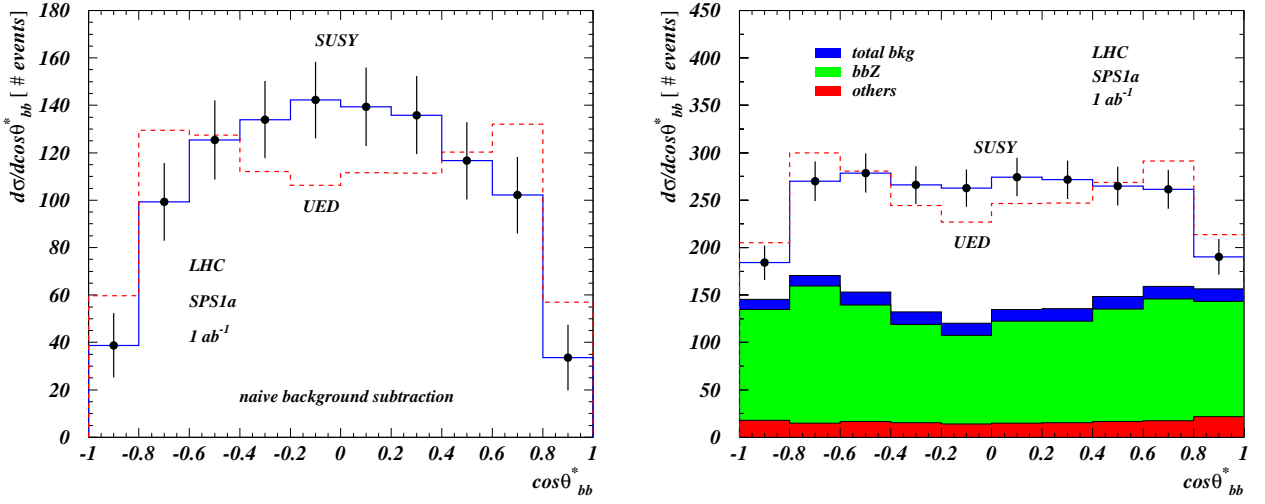 dσ/dcosθ*bb [ # events]
180
160
140
120
100
80
60
40
20
0
SUSY
UED
LHC
SPS1a
1 ab⁻¹
naive background subtraction
-1 -0.8 -0.6 -0.4 -0.2 0 0.2 0.4 0.6 0.8 1
cosθ*bb
dσ/dcosθ*bb [ # events]
450
400
350
300
250
200
150
100
50
0
total bkg
bbZ
others
LHC
SPS1a
1 ab⁻¹
SUSY
UED
-1 -0.8 -0.6 -0.4 -0.2 0 0.2 0.4 0.6 0.8 1
cosθ*bb